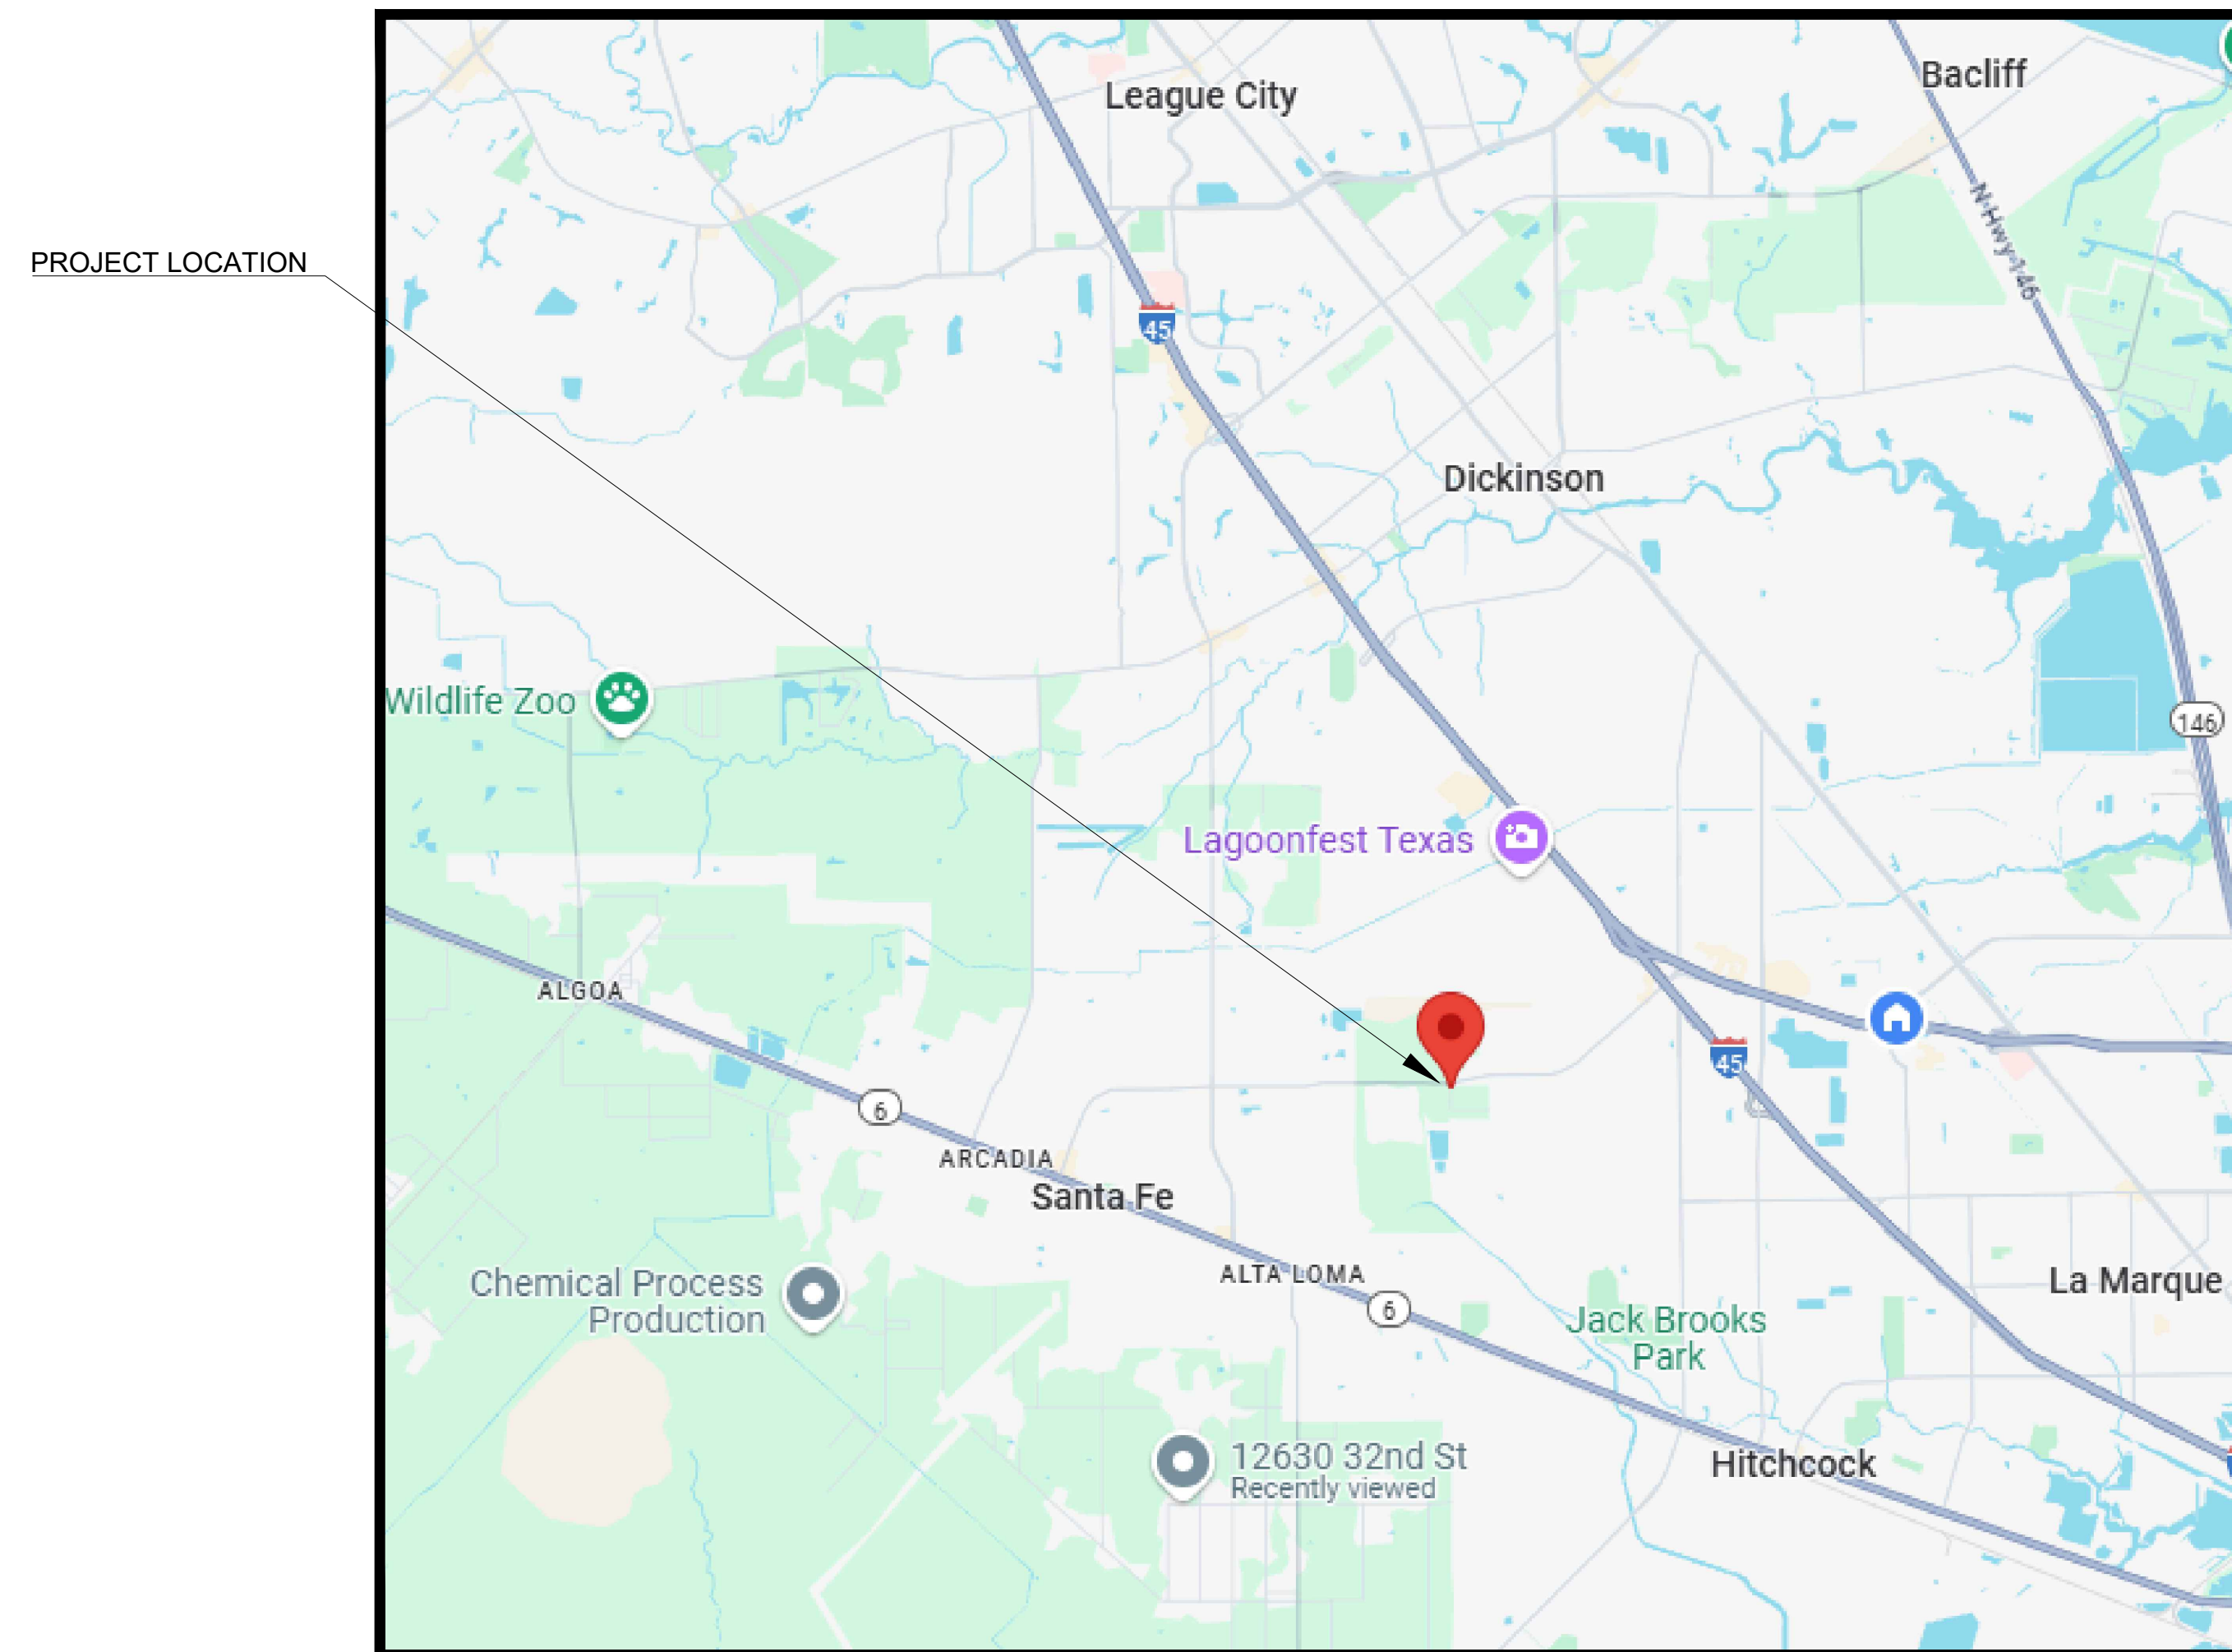 League City
Bacliff
N Hwy 146
PROJECT LOCATION
45
Dickinson
Wildlife Zoo
146
Lagoonfest Texas
ALGOA
45
6
ARCADIA
Santa Fe
ALTA LOMA
Chemical Process
Production
6
La Marque
Jack Brooks
Park
12630 32nd St
Recently viewed
Hitchcock